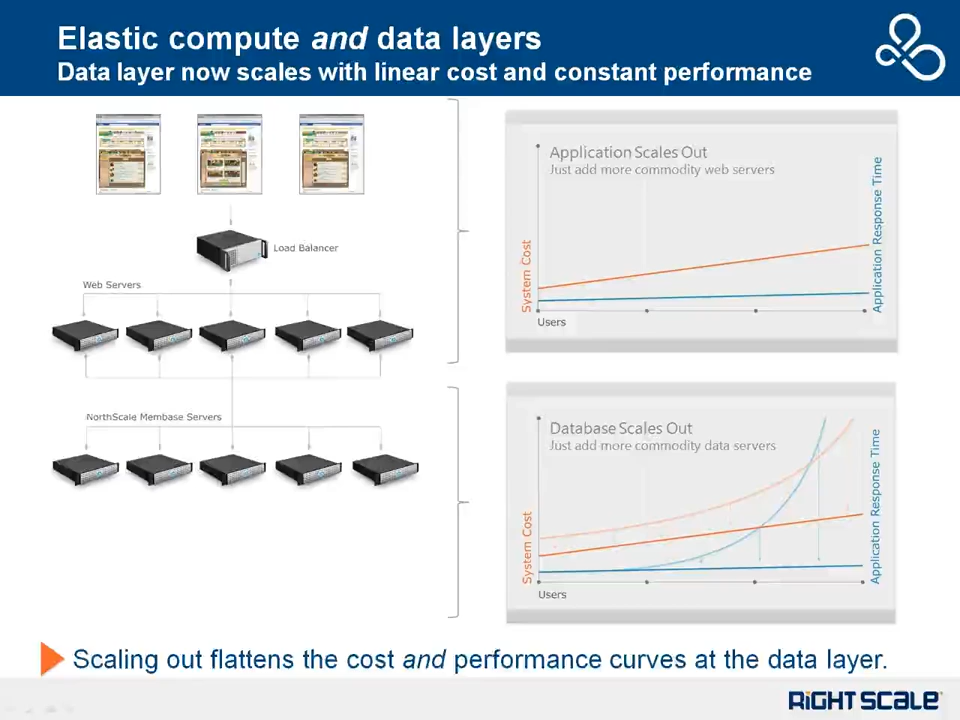 Elastic compute and data layers
Data layer now scales with linear cost and constant performance
Load Balancer
Web Servers
NorthScale Membase Servers
Application Scales Out
Just add more commodity web servers
System Cost
Application Response Time
Users
Database Scales Out
Just add more commodity data servers
System Cost
Application Response Time
Users
Scaling out flattens the cost and performance curves at the data layer.
RIGHTSCALE